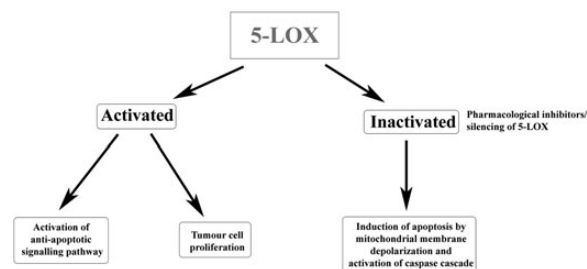 5-LOX
Activated
Inactivated
Pharmacological inhibitors/
silencing of 5-LOX
Activation of
anti-apoptotic
signalling pathway
Tumour cell
proliferation
Induction of apoptosis by
mitochondrial membrane
depolarization and
activation of caspase cascade